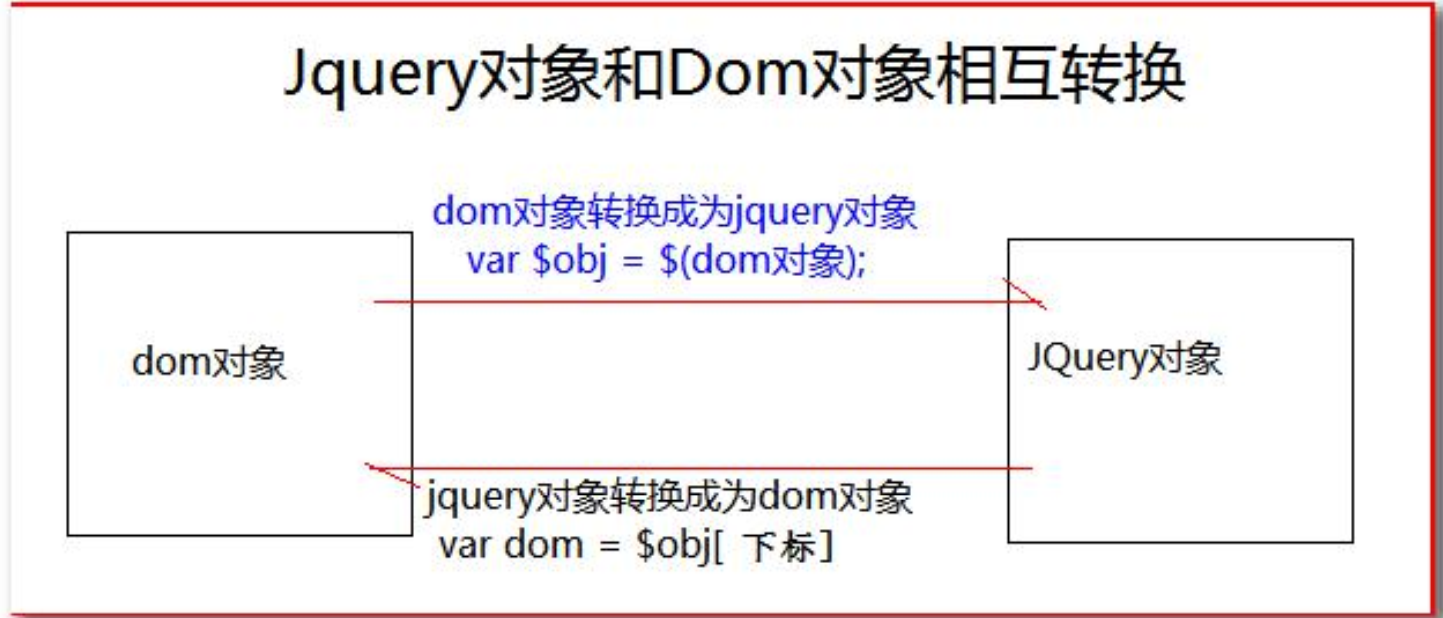 Jquery对象和Dom对象相互转换
dom对象转换成为jquery对象
var $obj = $(dom对象);
dom对象
JQuery对象
jquery对象转换成为dom对象
var dom = $obj[ 下标]